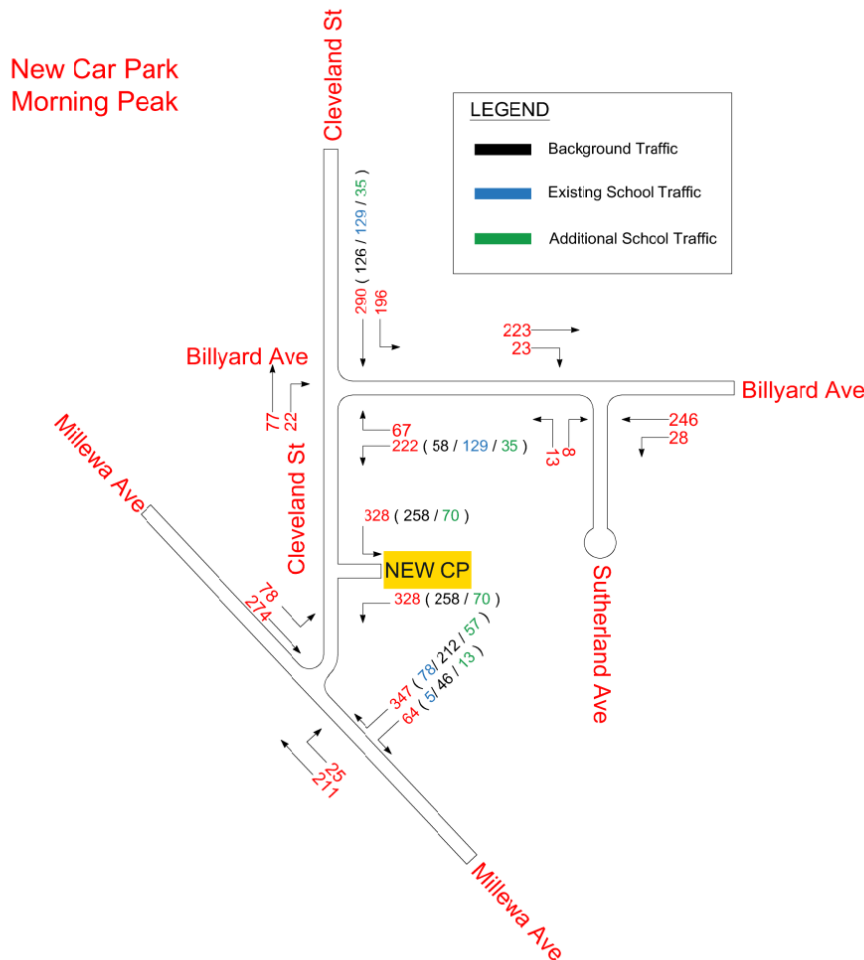 New Car Park
Morning Peak
Cleveland St
LEGEND
Background Traffic
Existing School Traffic
Additional School Traffic
290 ( 126 / 129 / 35 )
196
223
23
Billyard Ave
77
22
Billyard Ave
67
222 ( 58 / 129 / 35 )
13
8
246
28
Millewa Ave
Cleveland St
328 ( 258 / 70 )
NEW CP
328 ( 258 / 70 )
Sutherland Ave
78
274
347 ( 78/ 212 / 57 )
64 ( 5/ 46 / 13 )
25
211
Millewa Ave